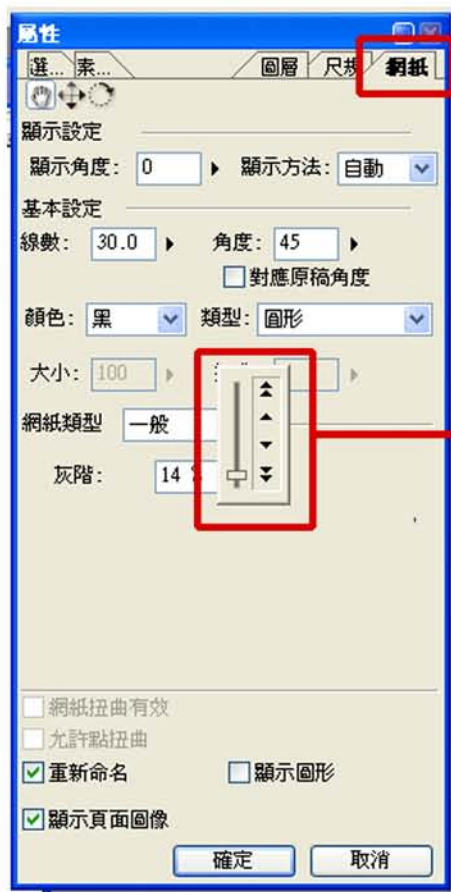 屬性
選... 素... 圖層 尺規 網紙
顯示設定
顯示角度: 0 顯示方法: 自動
基本設定
線數: 30.0 角度: 45
對應原稿角度
顏色: 黑 類型: 圓形
大小: 100
網紙類型 一般
灰階: 14 %
網紙扭曲有效
允許點扭曲
重新命名 顯示圖形
顯示頁面圖像
確定 取消